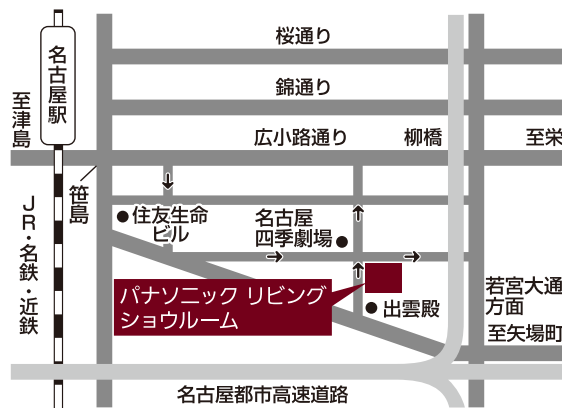 桜通り
名古屋駅
錦通り
至津島
広小路通り
柳橋
至栄
笹島
住友生命
ビル
名古屋
四季劇場
JR・名鉄・近鉄
パナソニック リビング
ショウルーム
出雲殿
若宮大通
方面
至矢場町
名古屋都市高速道路